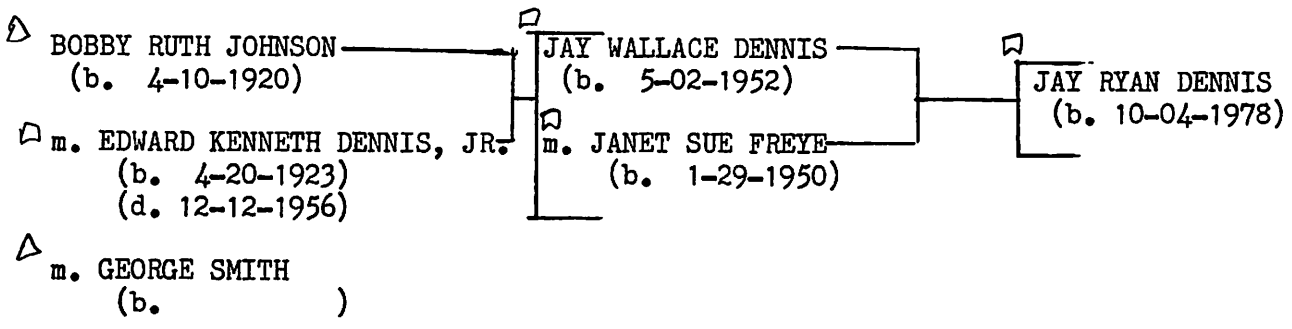 BOBBY RUTH JOHNSON
(b. 4-10-1920)
m. EDWARD KENNETH DENNIS, JR.
(b. 4-20-1923)
(d. 12-12-1956)
m. GEORGE SMITH
(b. )
JAY WALLACE DENNIS
(b. 5-02-1952)
m. JANET SUE FREYE
(b. 1-29-1950)
JAY RYAN DENNIS
(b. 10-04-1978)